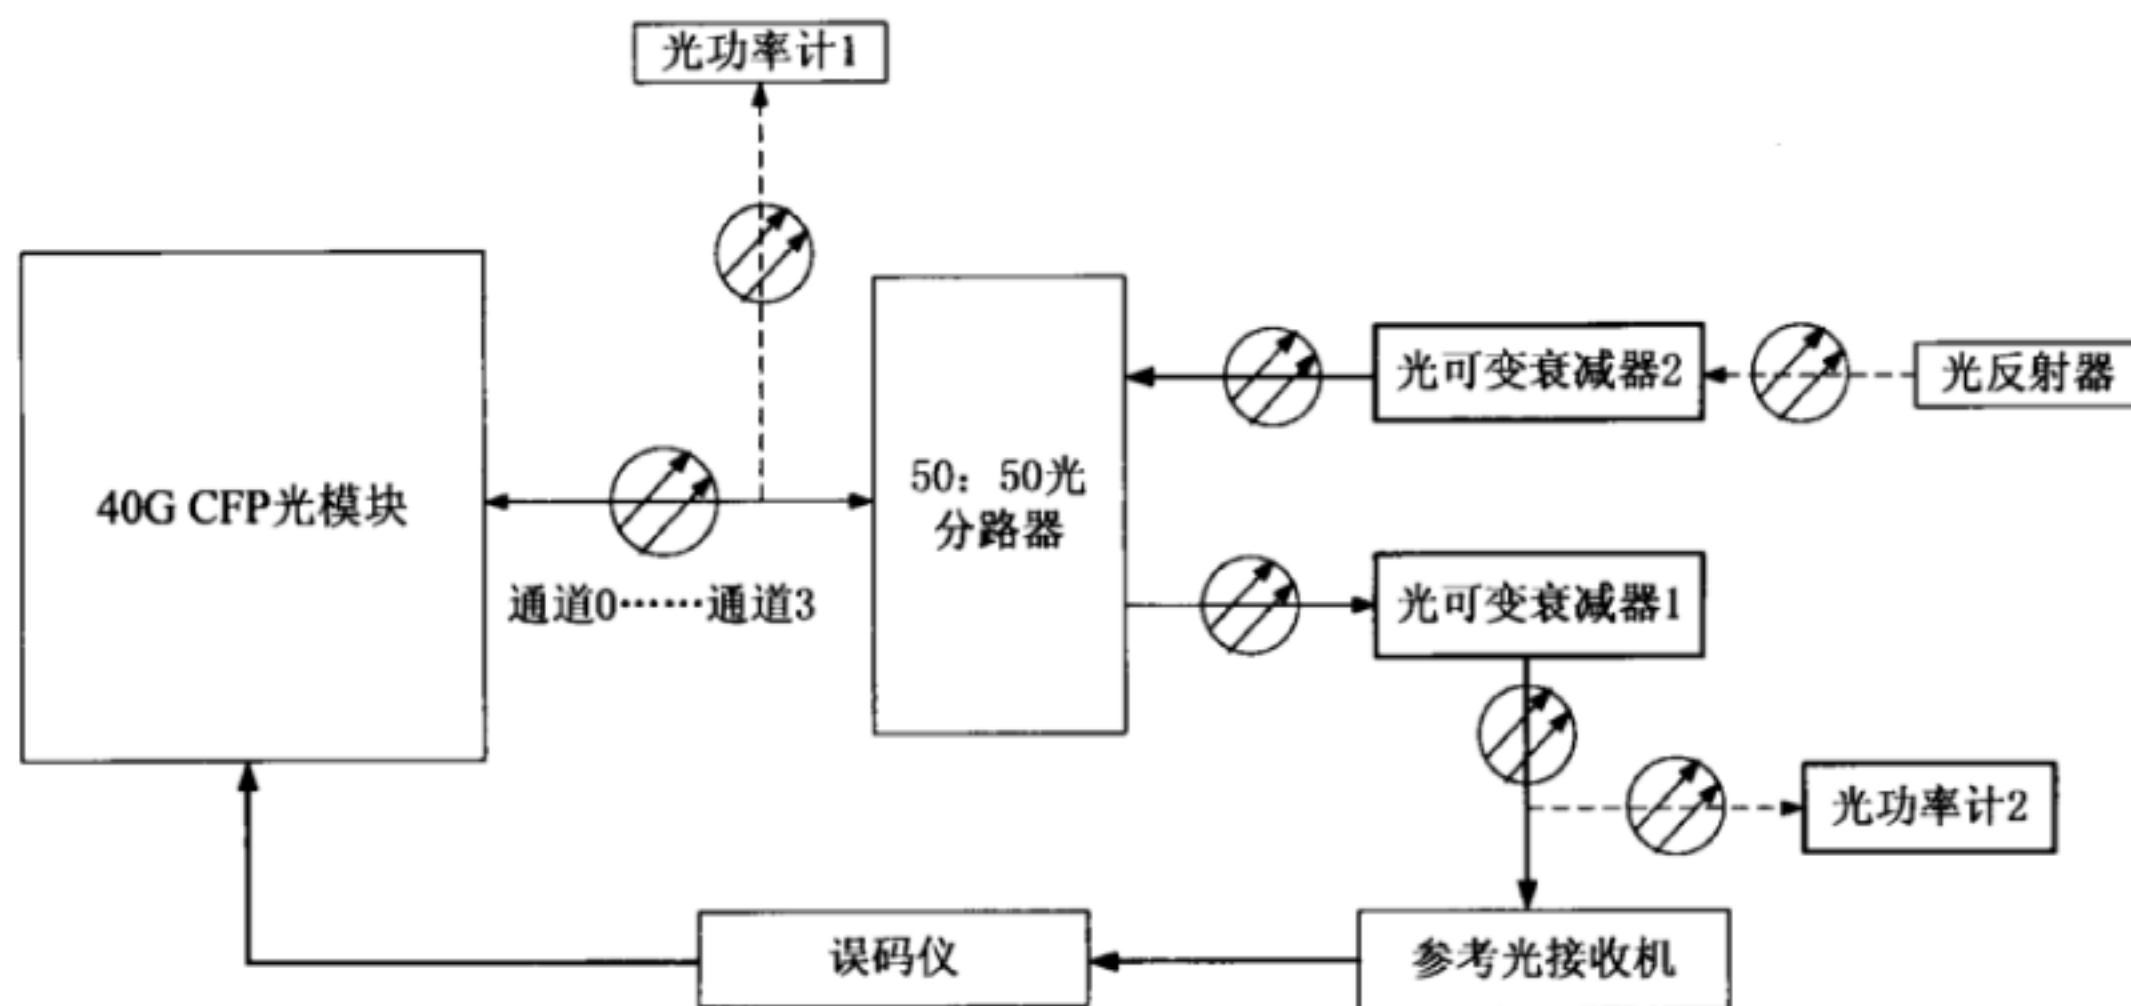 光功率计1
光可变衰减器2
光反射器
40G CFP光模块
50：50光
分路器
通道0……通道3
光可变衰减器1
光功率计2
误码仪
参考光接收机